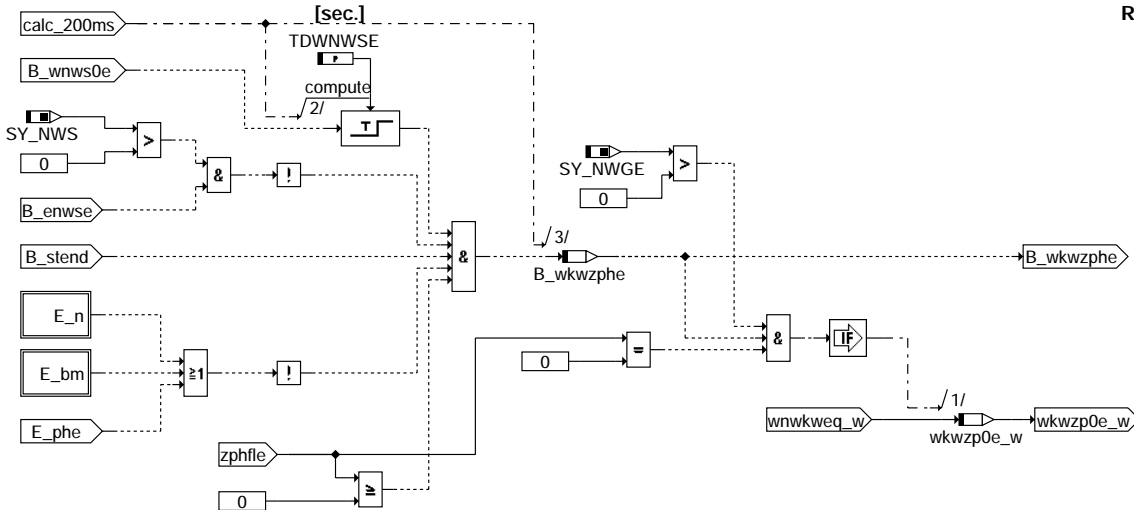 [sec.]
R
calc_200ms
TDWNWSE
P
B_wnws0e
compute
2/
T
SY_NWS
>
0
&
!
SY_NWGE
>
0
B_enwse
B_stend
&
3/
B_wkwzphe
B_wkwzphe
E_n
E_bm
≥1
!
E_phe
0
=
&
IF
1/
wnwkweq_w
wkwzp0e_w
wkwzp0e_w
zphfle
≥
0